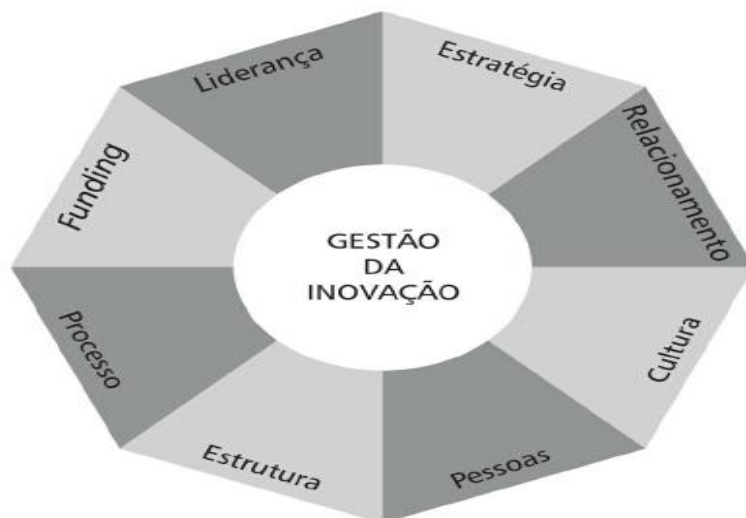 Liderança
Estratégia
Relacionamento
Cultura
Pessoas
Estrutura
Processo
Funding
GESTÃO
DA
INOVAÇÃO